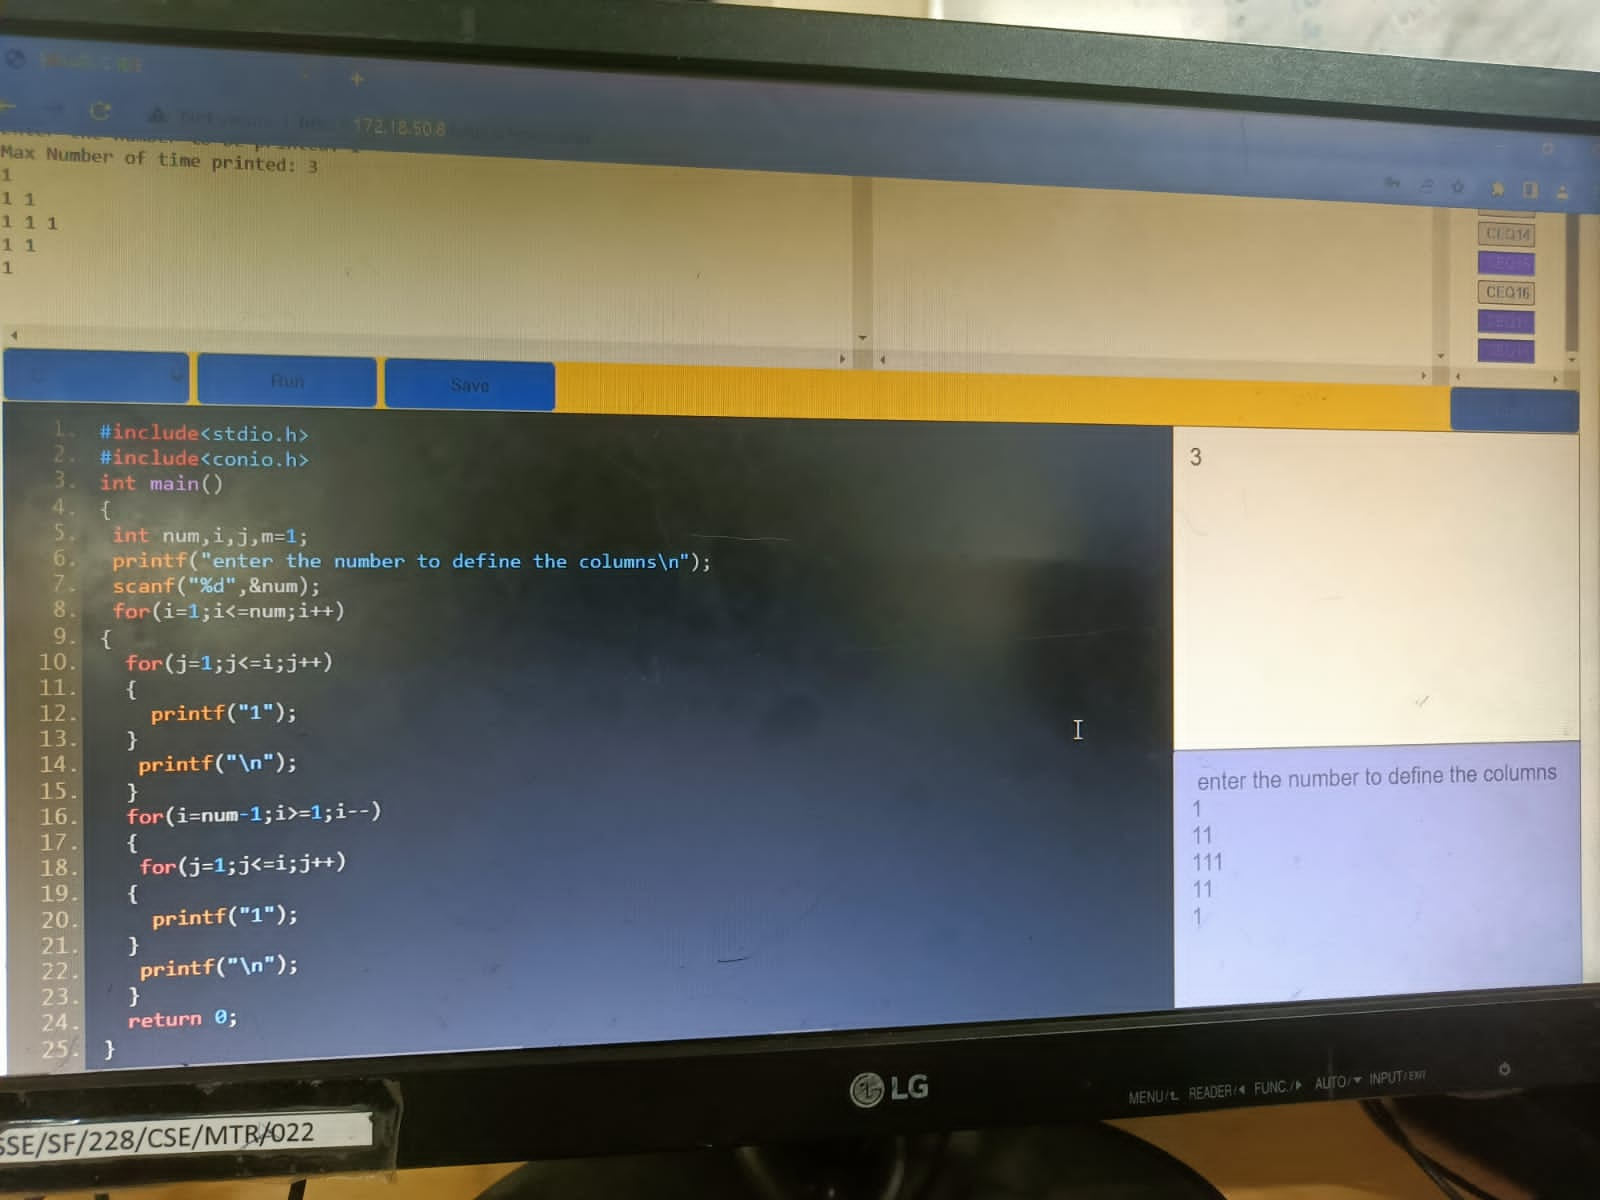 172.18.50.8
Max Number of time printed: 3
1
1 1
1 1 1
1 1
1
CEQ14
CEQ16
Run
Save
1. #include<stdio.h>
2. #include<conio.h>
3. int main()
4. {
5. int num,i,j,m=1;
6. printf("enter the number to define the columns\n");
7. scanf("%d",&num);
8. for(i=1;i<=num;i++)
9. {
10. for(j=1;j<=i;j++)
11. {
12. printf("1");
13. }
14. printf("\n");
15. }
16. for(i=num-1;i>=1;i--)
17. {
18. for(j=1;j<=i;j++)
19. {
20. printf("1");
21. }
22. printf("\n");
23. }
24. return 0;
25. }
3
enter the number to define the columns
1
11
111
11
1
LG
MENU/ READER/ FUNC./ AUTO/ INPUT/EXIT
SSE/SF/228/CSE/MTR/022